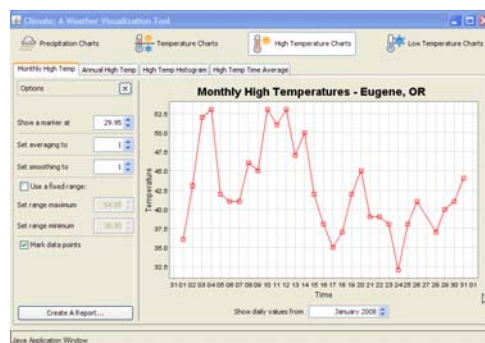 Climatic: A Weather Visualization Tool
Precipitation Charts
Temperature Charts
High Temperature Charts
Low Temperature Charts
Monthly High Temp
Annual High Temp
High Temp Histogram
High Temp Time Average
Options
Show a marker at 29.95
Set averaging to 1
Set smoothing to 1
Use a fixed range:
Set range maximum
Set range minimum
Mark data points
Create A Report...
Monthly High Temperatures - Eugene, OR
Temperature
52.5
50.0
47.5
45.0
42.5
40.0
37.5
35.0
32.5
31 01 02 03 04 05 06 07 08 09 10 11 12 13 14 15 16 17 18 19 20 21 22 23 24 25 26 27 28 29 30 31 01
Time
Show daily values from January 2008
Java Application Window